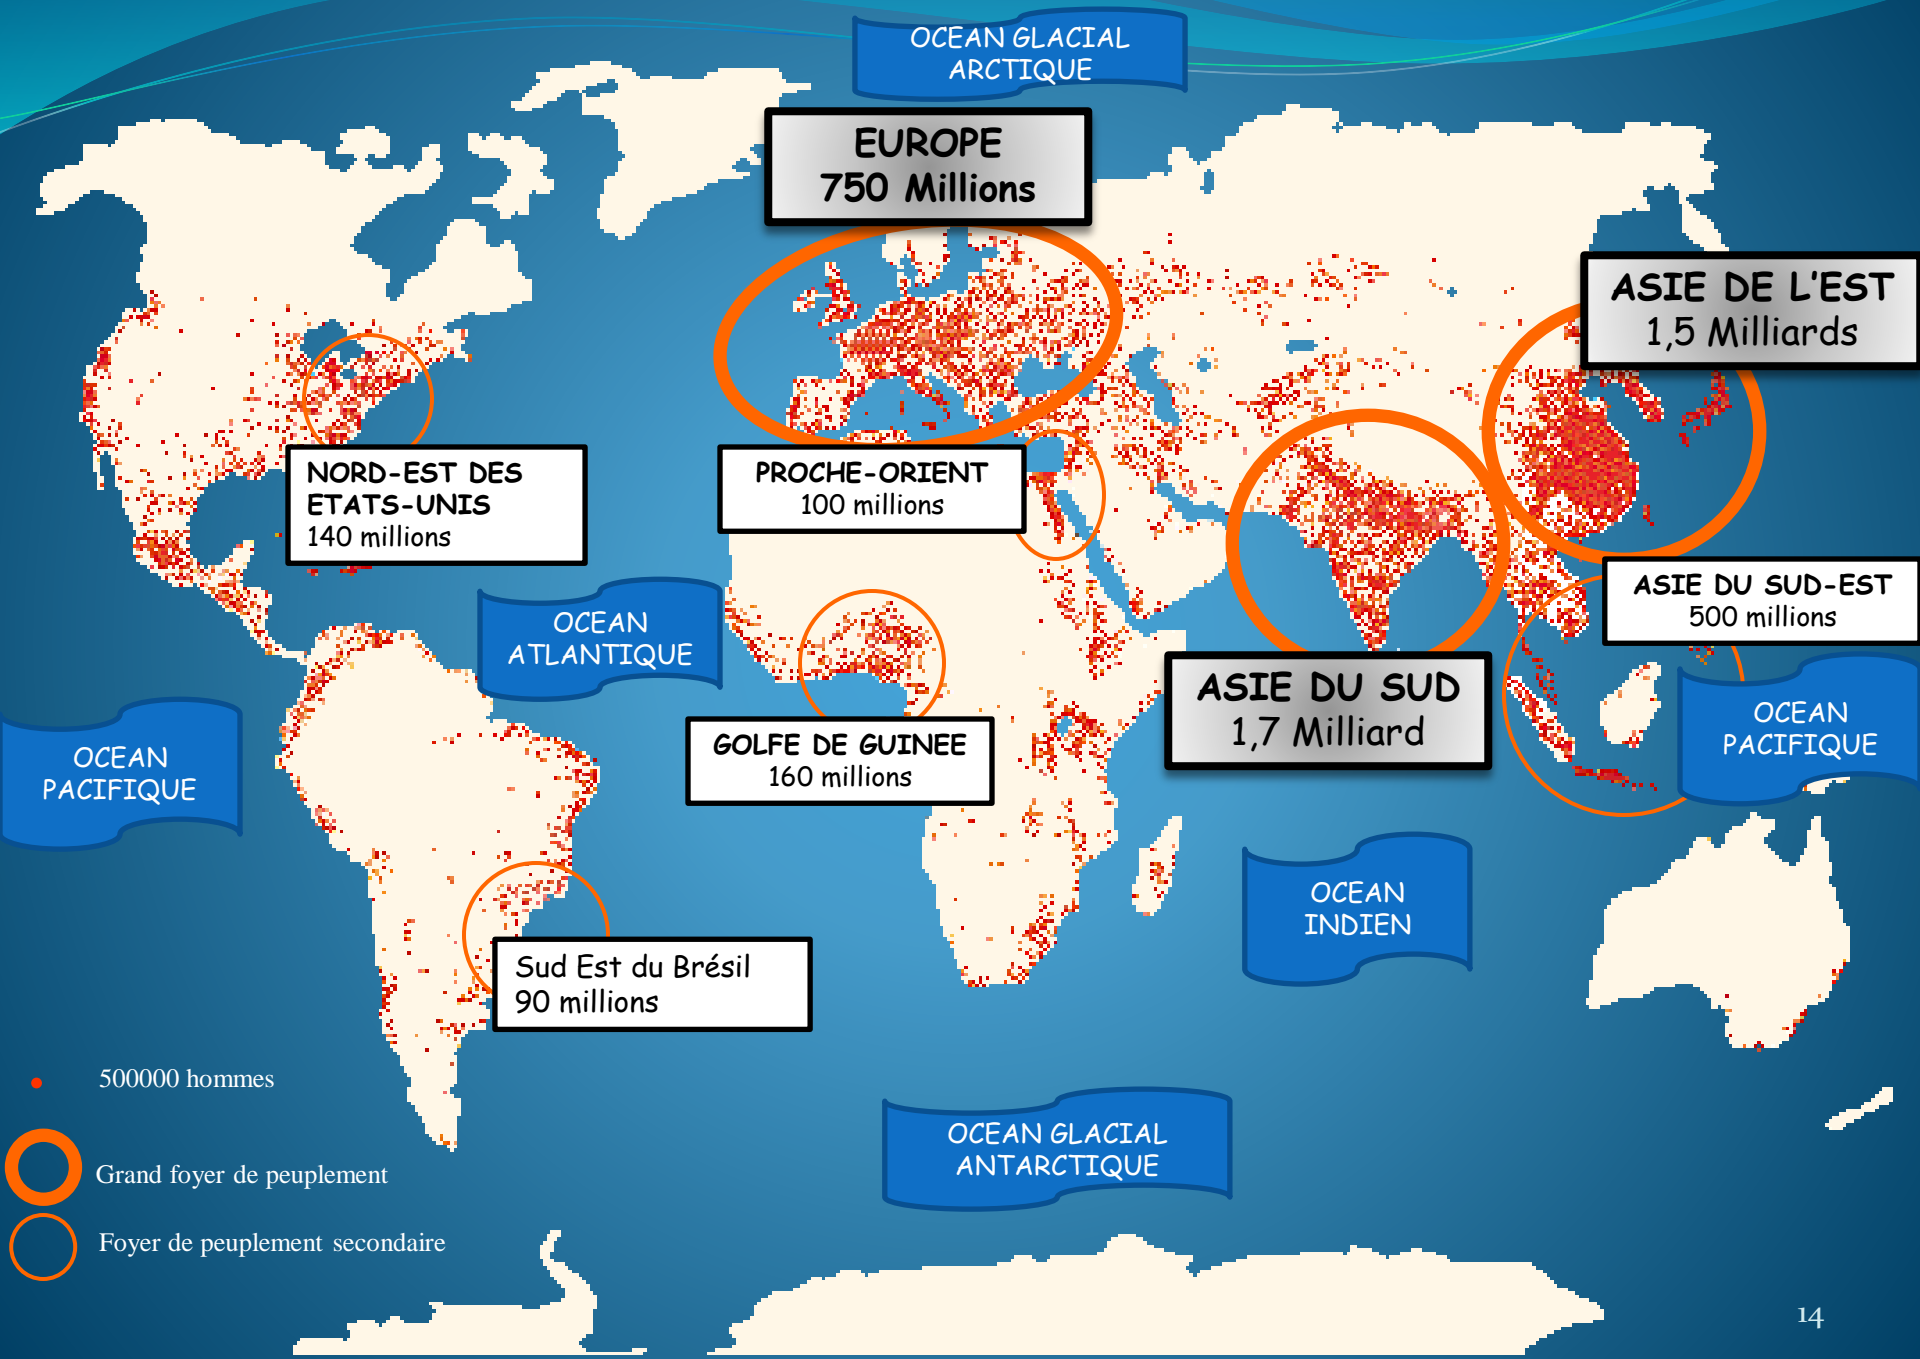 OCEAN GLACIAL
ARCTIQUE
EUROPE
750 Millions
ASIE DE L'EST
1,5 Milliards
NORD-EST DES
ETATS-UNIS
140 millions
PROCHE-ORIENT
100 millions
ASIE DU SUD-EST
500 millions
OCEAN
ATLANTIQUE
ASIE DU SUD
1,7 Milliard
OCEAN
PACIFIQUE
GOLFE DE GUINEE
160 millions
OCEAN
PACIFIQUE
OCEAN
INDIEN
Sud Est du Brésil
90 millions
500000 hommes
OCEAN GLACIAL
ANTARCTIQUE
Grand foyer de peuplement
Foyer de peuplement secondaire
14